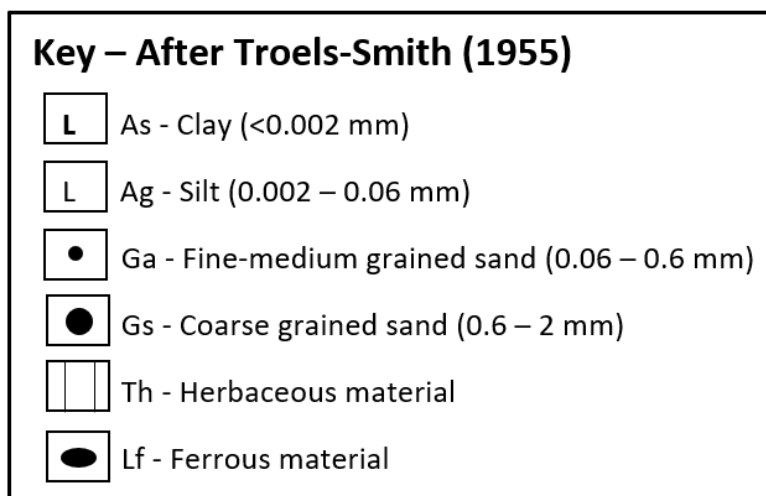 Key – After Troels-Smith (1955)
L As - Clay (<0.002 mm)
L Ag - Silt (0.002 – 0.06 mm)
Ga - Fine-medium grained sand (0.06 – 0.6 mm)
Gs - Coarse grained sand (0.6 – 2 mm)
Th - Herbaceous material
Lf - Ferrous material